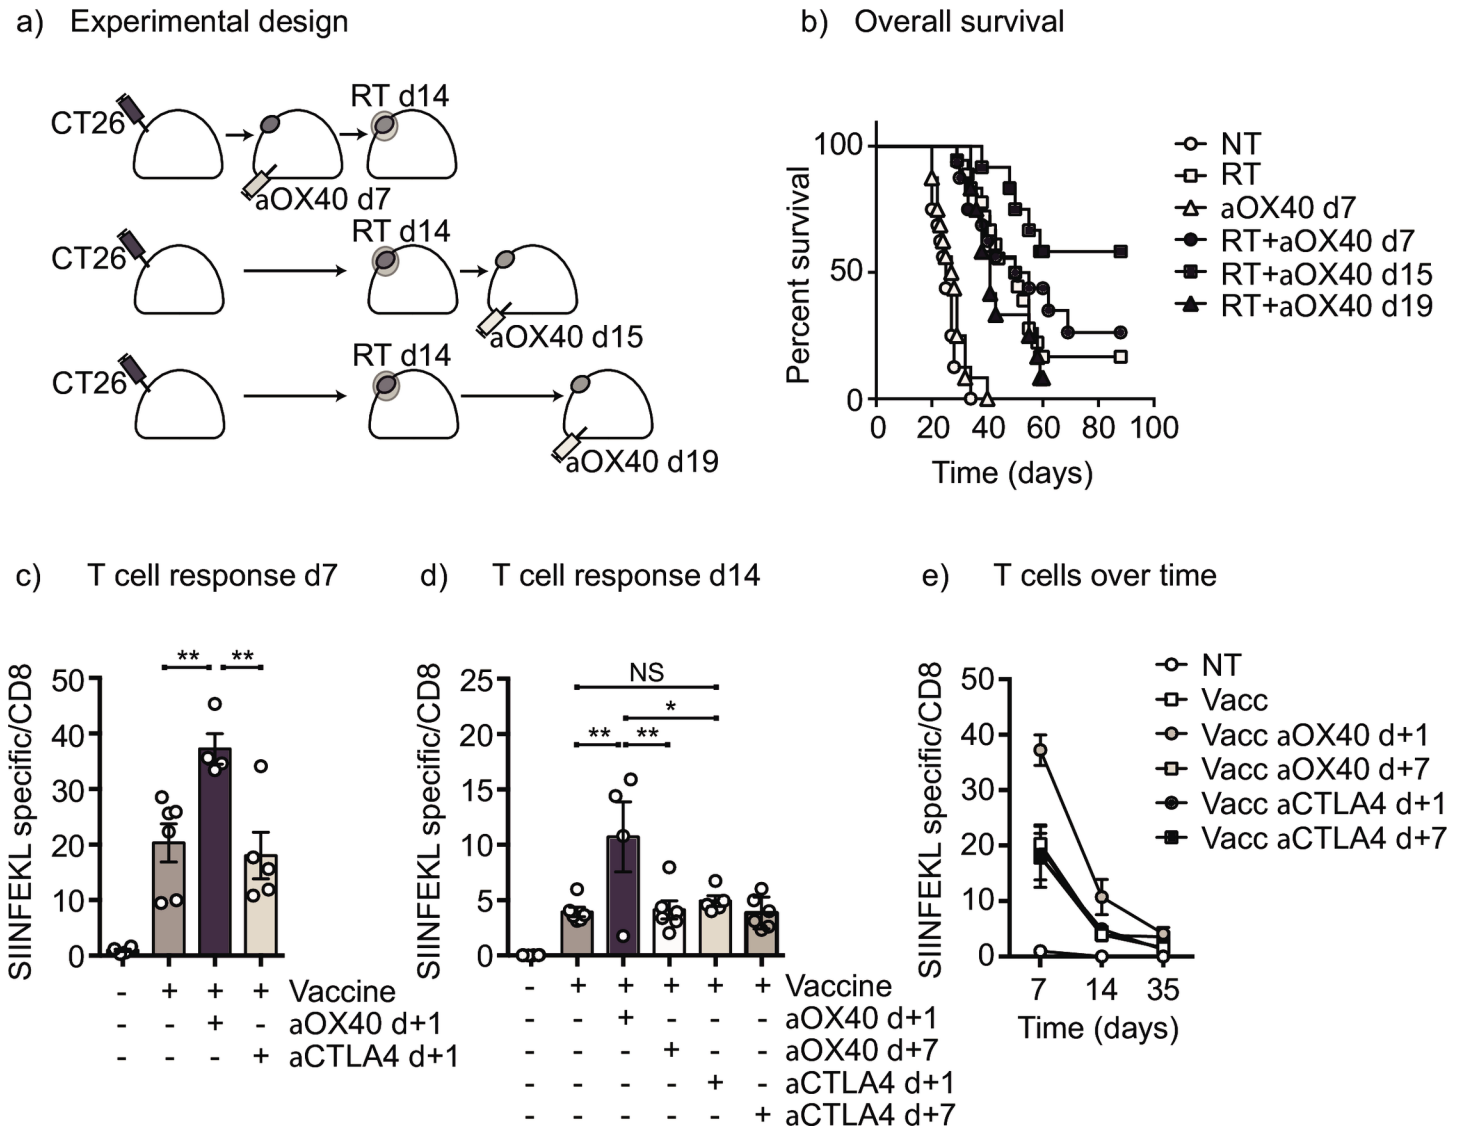 a) Experimental design
CT26
RT d14
aOX40 d7
CT26
RT d14
aOX40 d15
CT26
RT d14
aOX40 d19
b) Overall survival
Percent survival
100
50
0
0 20 40 60 80 100
Time (days)
NT
RT
aOX40 d7
RT+aOX40 d7
RT+aOX40 d15
RT+aOX40 d19
c) T cell response d7
SIINFEKL specific/CD8
50
40
30
20
10
0
** **
- + + + Vaccine
- - + - aOX40 d+1
- - - + aCTLA4 d+1
d) T cell response d14
SIINFEKL specific/CD8
25
20
15
10
5
0
NS
*
** **
- + + + + + Vaccine
- - + - - - aOX40 d+1
- - - + - - aOX40 d+7
- - - - + - aCTLA4 d+1
- - - - - + aCTLA4 d+7
e) T cells over time
SIINFEKL specific/CD8
50
40
30
20
10
0
7 14 35
Time (days)
NT
Vacc
Vacc aOX40 d+1
Vacc aOX40 d+7
Vacc aCTLA4 d+1
Vacc aCTLA4 d+7